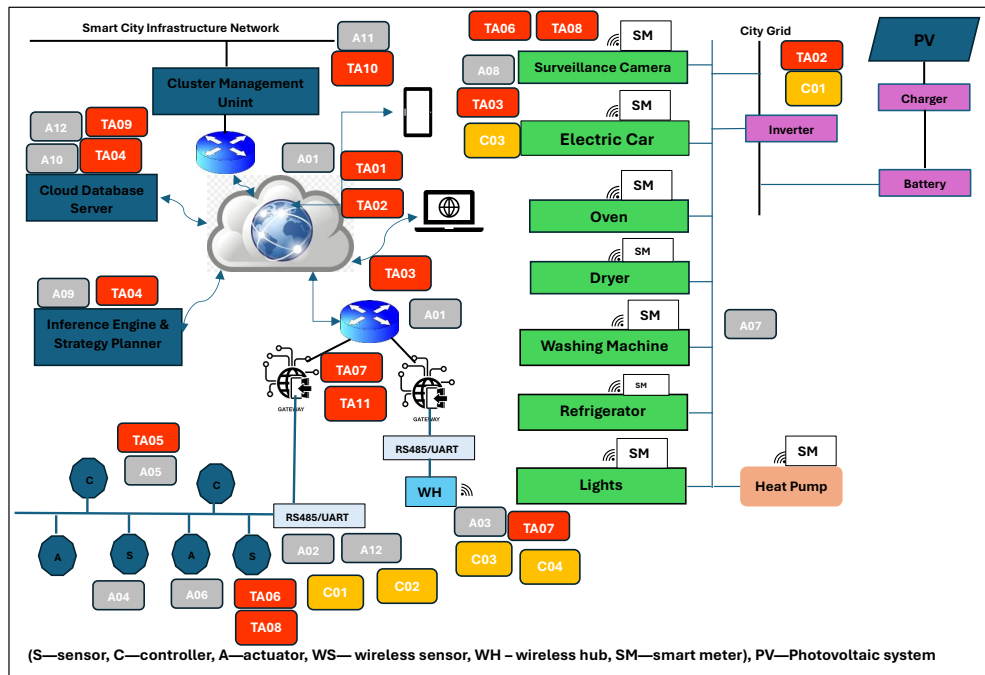 Smart City Infrastructure Network
A11
TA10
Cluster Management
Unint
TA06
TA08
SM
City Grid
TA02
C01
PV
A08
Surveillance Camera
TA03
SM
Charger
C03
Electric Car
Inverter
A12
TA09
A10
TA04
Cloud Database
Server
A01
TA01
TA02
SM
Oven
Battery
TA03
SM
Dryer
A09
TA04
Inference Engine &
Strategy Planner
A01
SM
Washing Machine
A07
TA07
TA11
GATEWAY
GATEWAY
SM
Refrigerator
TA05
A05
RS485/UART
SM
Lights
SM
Heat Pump
C
C
WH
RS485/UART
A03
TA07
A
S
A
S
A02
A12
C03
C04
A04
A06
TA06
C01
C02
TA08
(S—sensor, C—controller, A—actuator, WS— wireless sensor, WH – wireless hub, SM—smart meter), PV—Photovoltaic system